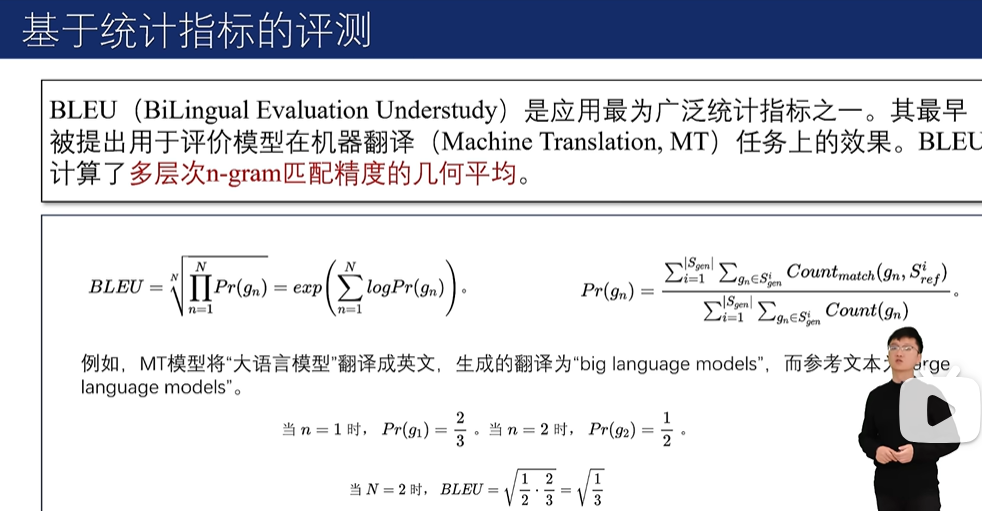 基于统计指标的评测
BLEU（BiLingual Evaluation Understudy）是应用最为广泛统计指标之一。其最早
被提出用于评价模型在机器翻译（Machine Translation, MT）任务上的效果。BLEU
计算了多层次n-gram匹配精度的几何平均。
BLEU = \sqrt[N]{\prod_{n=1}^{N} Pr(g_n)} = exp(\sum_{n=1}^{N} logPr(g_n))。 Pr(g_n) = \frac{\sum_{i=1}^{|S_{gen}|} \sum_{g_n∈S_{gen}^i} Count_{match}(g_n, S_{ref}^i)}{\sum_{i=1}^{|S_{gen}|} \sum_{g_n∈S_{gen}^i} Count(g_n)}。
例如，MT模型将“大语言模型”翻译成英文，生成的翻译为“big language models”，而参考文本
language models”。
当 n = 1 时， Pr(g_1) = \frac{2}{3} 。当 n = 2 时， Pr(g_2) = \frac{1}{2} 。
当 N = 2 时，BLEU = \sqrt{\frac{1}{2} · \frac{2}{3}} = \sqrt{\frac{1}{3}}